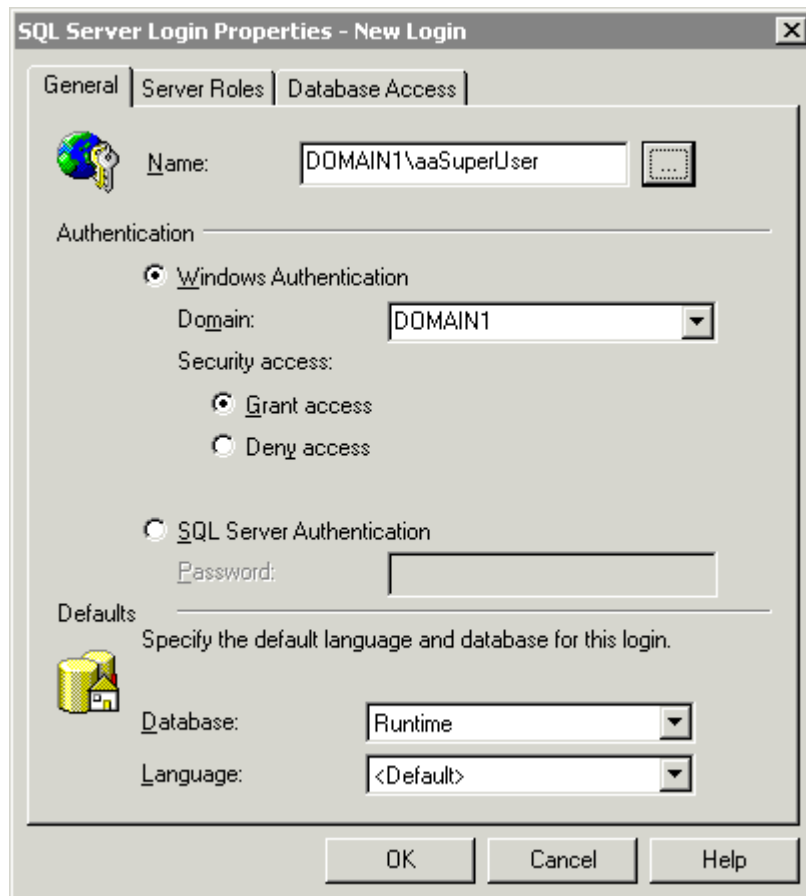 SQL Server Login Properties - New Login
General Server Roles Database Access
Name: DOMAIN1\aaSuperUser ...
Authentication
Windows Authentication
Domain: DOMAIN1
Security access:
Grant access
Deny access
SQL Server Authentication
Password:
Defaults
Specify the default language and database for this login.
Database: Runtime
Language: <Default>
OK Cancel Help